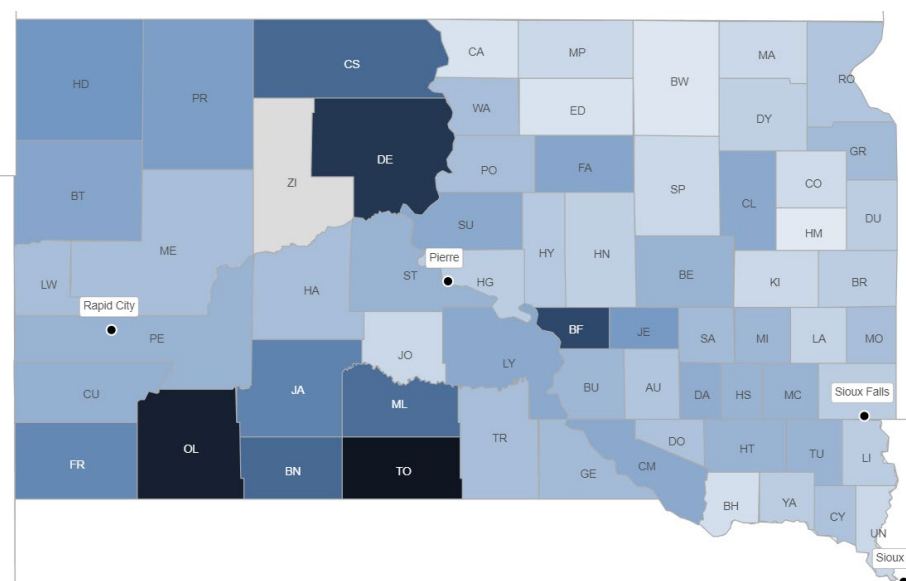 CS
CA
MP
MA
RO
HD
PR
BW
WA
ED
DY
DE
FA
GR
ZI
PO
BT
SP
CL
CO
SU
DU
HM
ME
HY
HN
Pierre
ST
BE
LW
HA
HG
KI
BR
Rapid City
PE
BF
JE
SA
MI
LA
MO
JO
LY
CU
JA
BU
AU
DA
HS
MC
Sioux Falls
ML
TR
DO
OL
HT
TU
FR
BN
TO
GE
CM
LI
BH
YA
CY
UN
Sioux